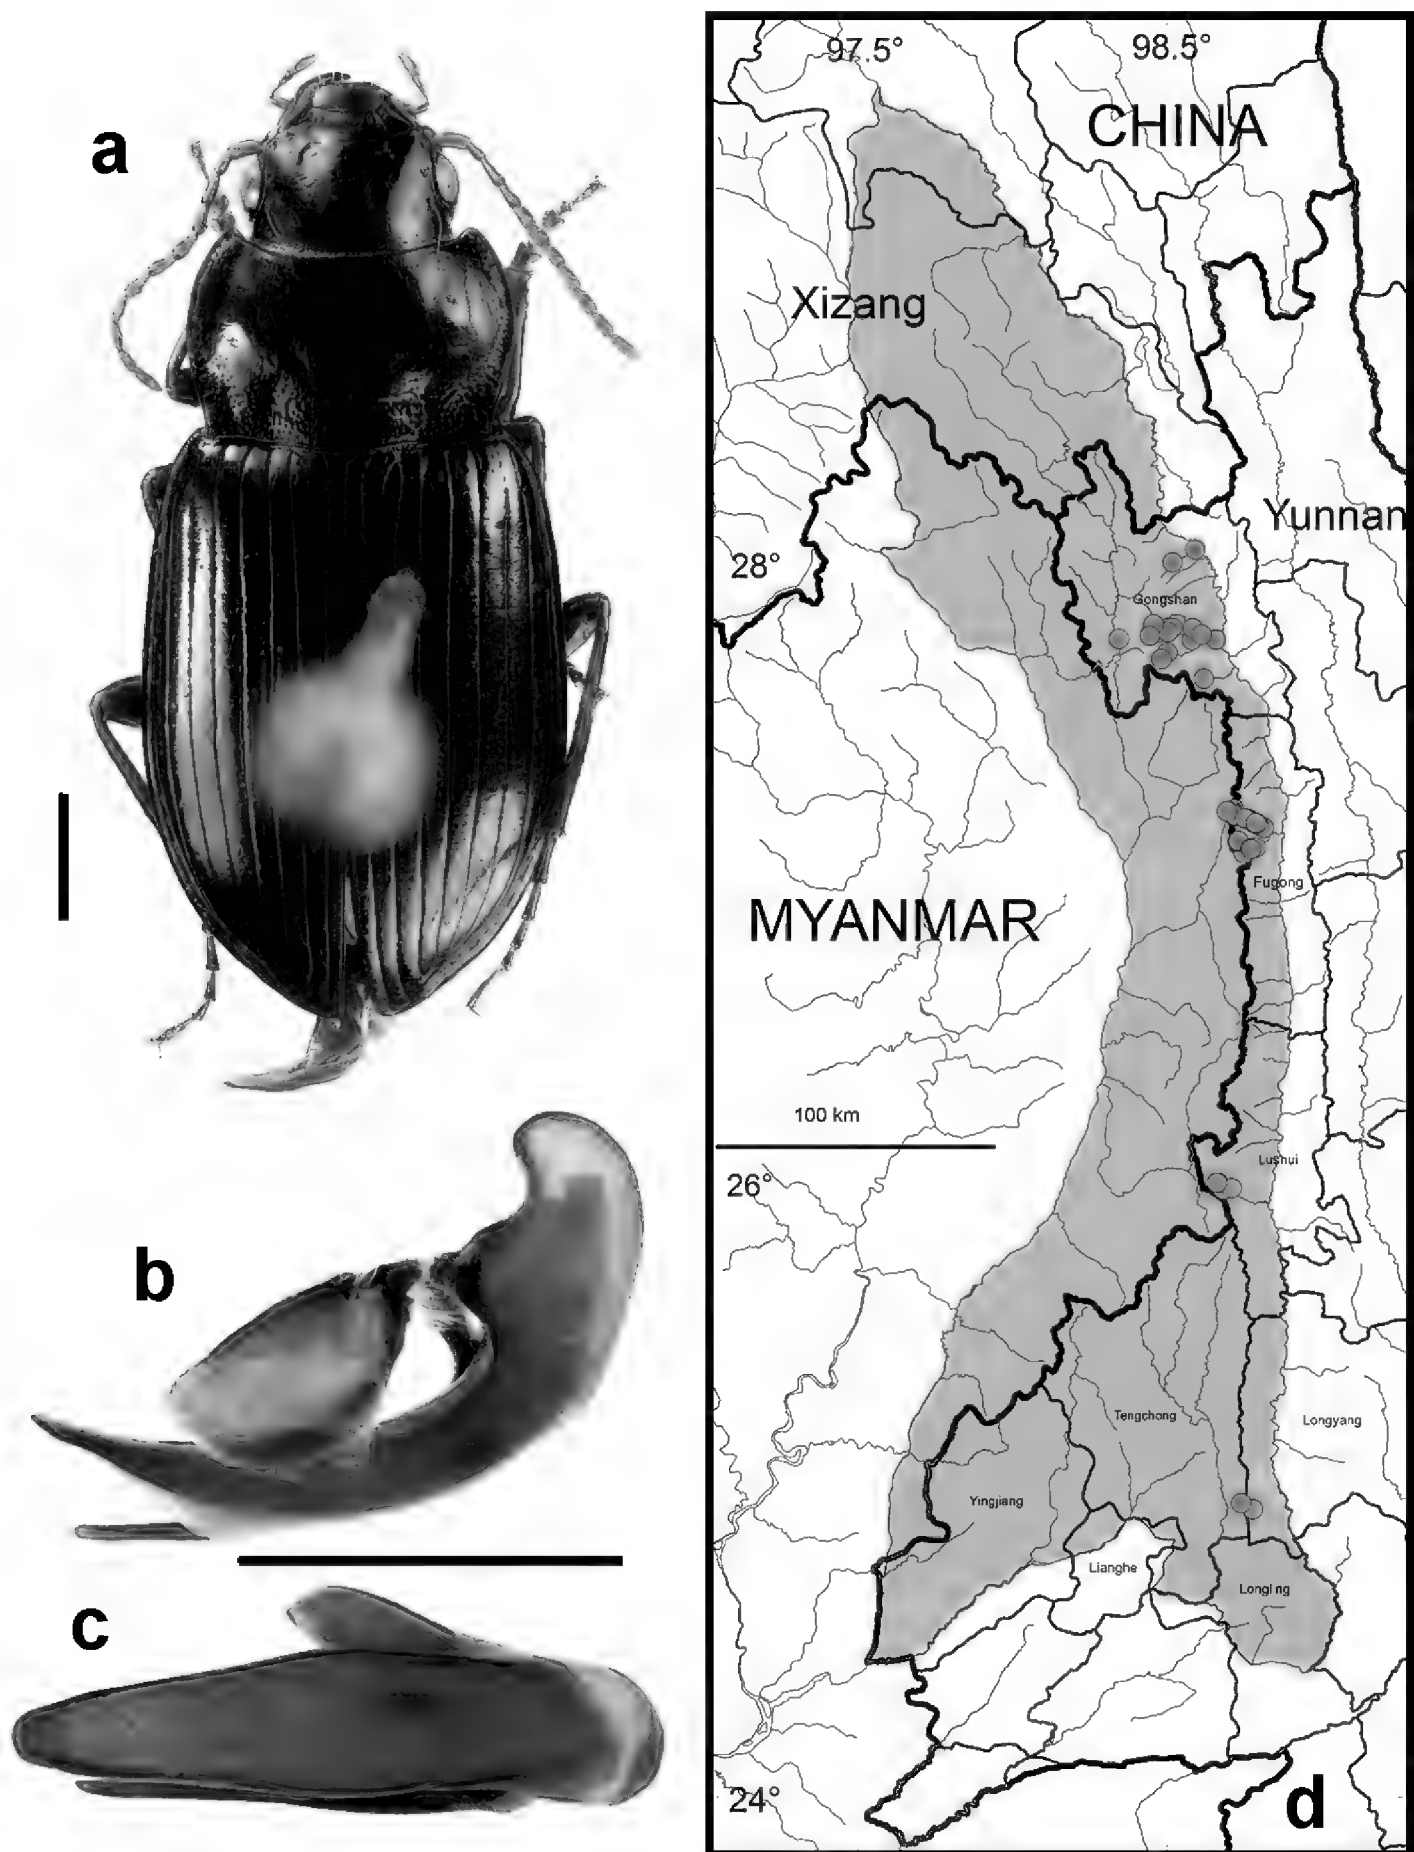 a
b
c
97.5°
98.5°
CHINA
Xizang
Yunnan
28°
Gongshan
Fugong
MYANMAR
100 km
26°
Lushui
Tengchong
Longyang
Yingjiang
Lianghe
Longling
24°
d